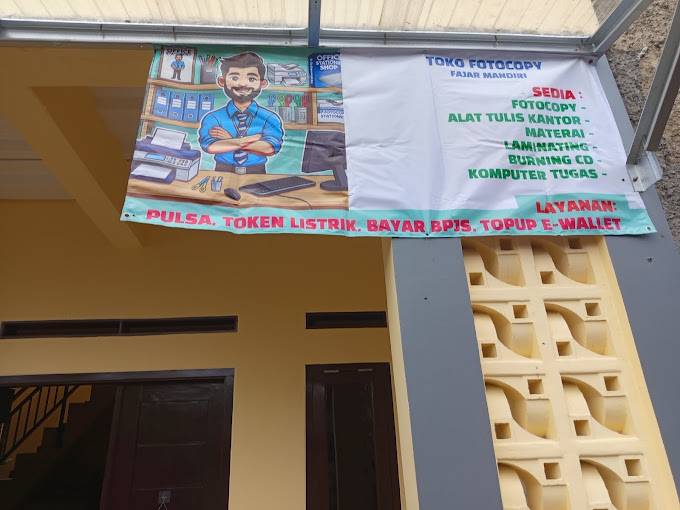 OFFICE
OFFICE
STATIONE
SHOP
TOKO FOTOCOPY
FAJAR MANDIRI
SEDIA :
FOTOCOPY -
ALAT TULIS KANTOR -
MATERAI -
LAMINATING -
BURNING CD -
KOMPUTER TUGAS -
LAYANAN:
PULSA, TOKEN LISTRIK, BAYAR BPJS, TOPUP E-WALLET